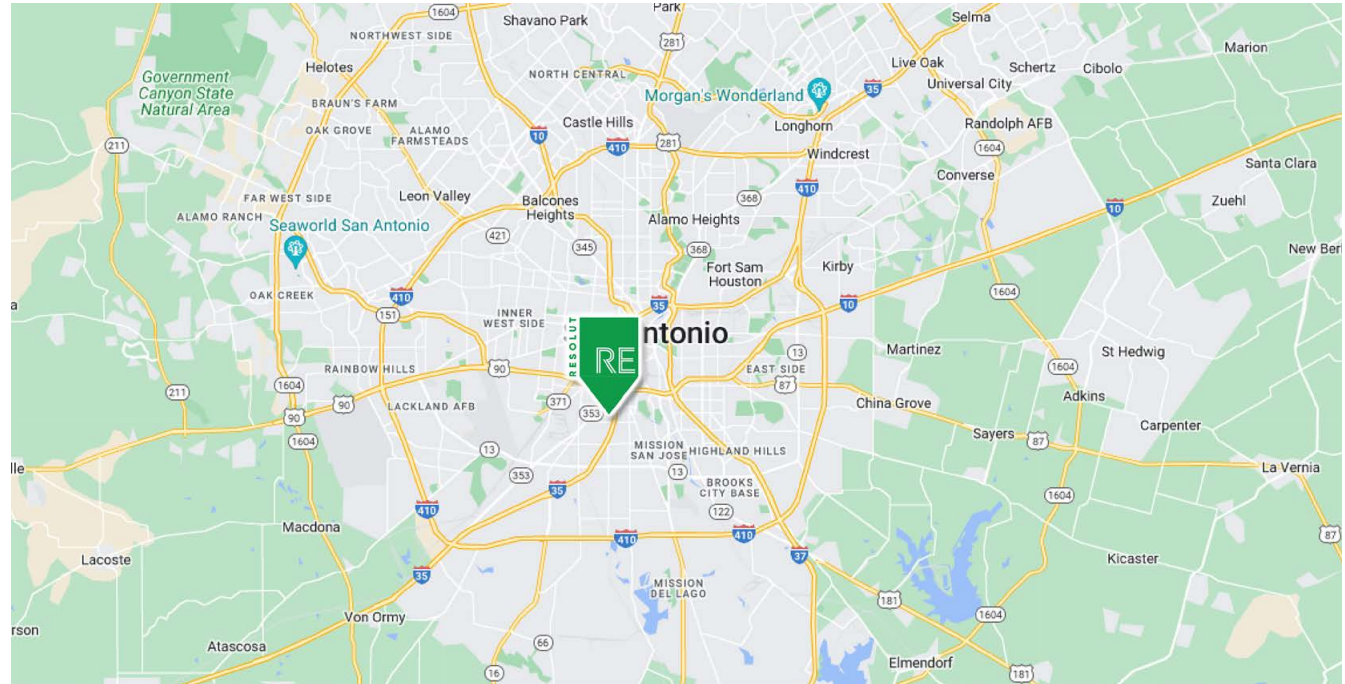 1604
Shavano Park
Park
Selma
NORTHWEST SIDE
281
Marion
Helotes
Live Oak
Schertz
Cibolo
Government
Canyon State
Natural Area
NORTH CENTRAL
Universal City
35
Morgan's Wonderland
BRAUN'S FARM
Castle Hills
Longhorn
Randolph AFB
OAK GROVE
ALAMO
FARMSTEADS
10
410
281
211
1604
Windcrest
Santa Clara
Converse
410
FAR WEST SIDE
Leon Valley
Balcones
Heights
368
Zuehl
ALAMO RANCH
Alamo Heights
10
Seaworld San Antonio
421
345
368
New Ber
Fort Sam
Houston
Kirby
OAK CREEK
410
1604
a
151
INNER
WEST SIDE
35
10
RESOLUT
RE
ntonio
Martinez
St Hedwig
13
RAINBOW HILLS
90
EAST SIDE
1604
1604
87
211
90
LACKLAND AFB
371
353
China Grove
Adkins
90
Carpenter
1604
Sayers
87
MISSION
SAN JOSE
HIGHLAND HILLS
13
lle
353
13
La Vernia
35
BROOKS
CITY BASE
1604
410
122
Macdona
410
410
87
37
Lacoste
Kicaster
35
MISSION
DEL LAGO
181
Von Ormy
1604
rson
Atascosa
66
Elmendorf
16
181